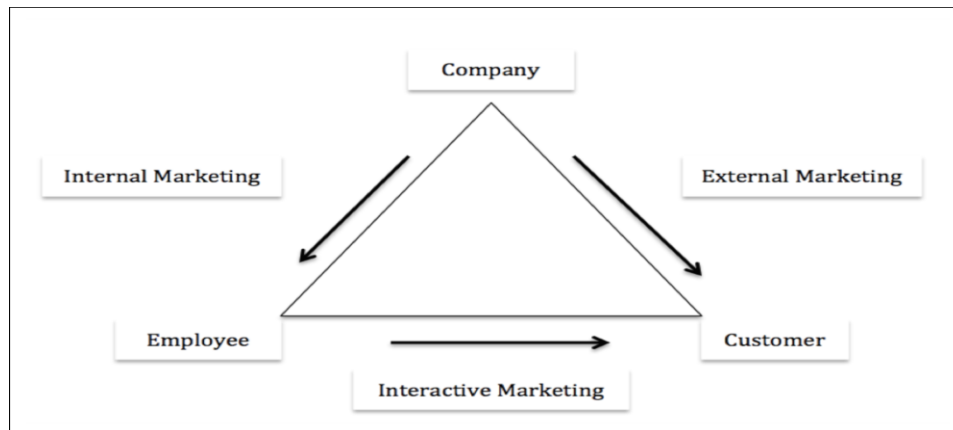 Company
Internal Marketing
External Marketing
Employee
Customer
Interactive Marketing